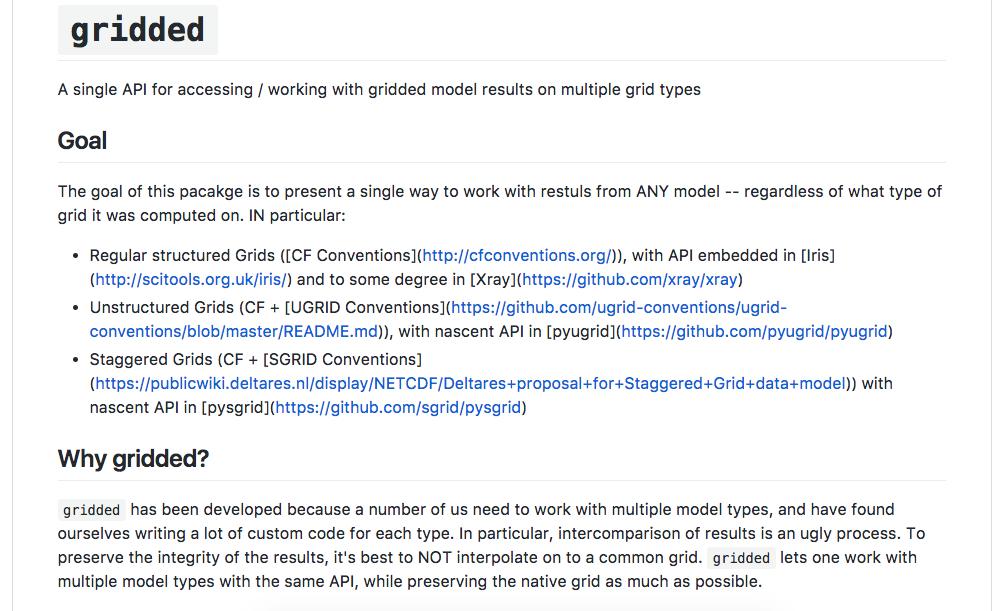 gridded
A single API for accessing / working with gridded model results on multiple grid types
Goal
The goal of this pacakge is to present a single way to work with restuls from ANY model -- regardless of what type of
grid it was computed on. IN particular:
• Regular structured Grids ([CF Conventions](http://cfconventions.org/)), with API embedded in [Iris]
(http://scitools.org.uk/iris/) and to some degree in [Xray](https://github.com/xray/xray)
• Unstructured Grids (CF + [UGRID Conventions](https://github.com/ugrid-conventions/ugrid-
conventions/blob/master/README.md)), with nascent API in [pyugrid](https://github.com/pyugrid/pyugrid)
• Staggered Grids (CF + [SGRID Conventions]
(https://publicwiki.deltares.nl/display/NETCDF/Deltares+proposal+for+Staggered+Grid+data+model)) with
nascent API in [pysgrid](https://github.com/sgrid/pysgrid)
Why gridded?
gridded has been developed because a number of us need to work with multiple model types, and have found
ourselves writing a lot of custom code for each type. In particular, intercomparison of results is an ugly process. To
preserve the integrity of the results, it's best to NOT interpolate on to a common grid. gridded lets one work with
multiple model types with the same API, while preserving the native grid as much as possible.